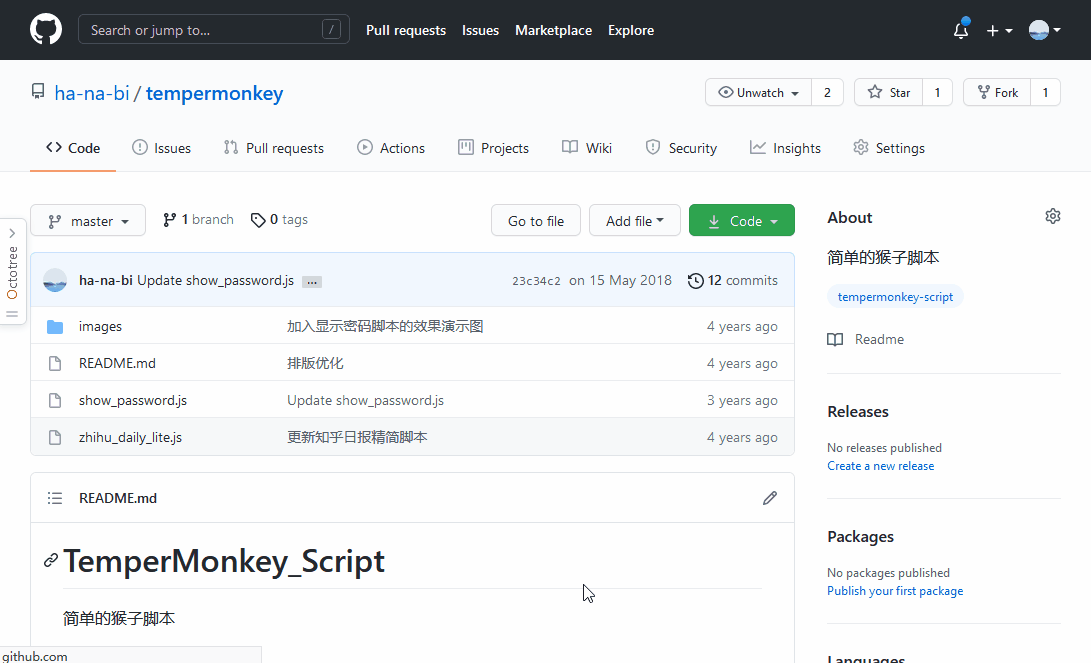 Search or jump to... /
Pull requests Issues Marketplace Explore
ha-na-bi / tempermonkey
Unwatch 2 Star 1 Fork 1
Code Issues Pull requests Actions Projects Wiki Security Insights Settings
master 1 branch 0 tags Go to file Add file Code
Octotree
ha-na-bi Update show_password.js ... 23c34c2 on 15 May 2018 12 commits
images 加入显示密码脚本的效果演示图 4 years ago
README.md 排版优化 4 years ago
show_password.js Update show_password.js 3 years ago
zhihu_daily_lite.js 更新知乎日报精简脚本 4 years ago
README.md
TemperMonkey_Script
简单的猴子脚本
About
简单的猴子脚本
tempermonkey-script
Readme
Releases
No releases published
Create a new release
Packages
No packages published
Publish your first package
Languages
github.com